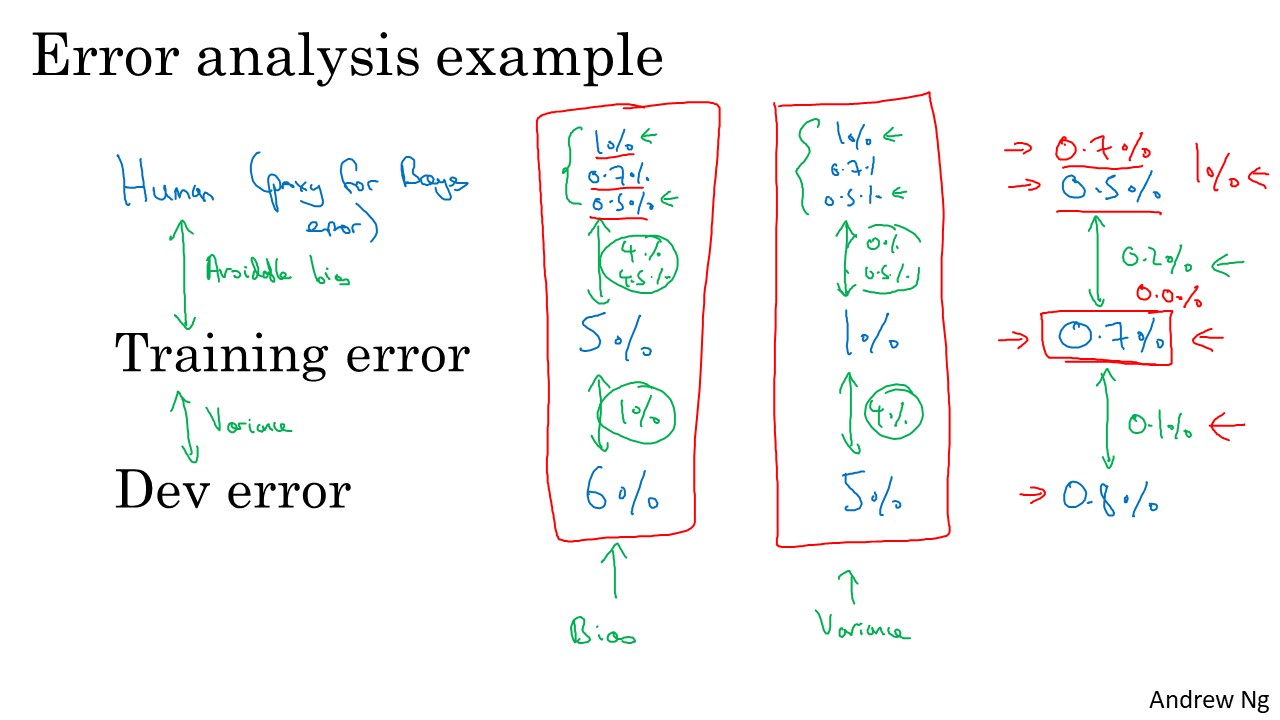 Error analysis example
Human (proxy for Bayes
error)
Avoidable bias
Training error
Variance
Dev error
1%
0.7%
0.5%
4%
4.5%
5%
1%
6%
Bias
1%
0.7%
0.5%
0%
0.5%
1%
4%
5%
Variance
0.7%
1%
0.5%
0.2%
0.0%
0.7%
0.1%
0.8%
Andrew Ng